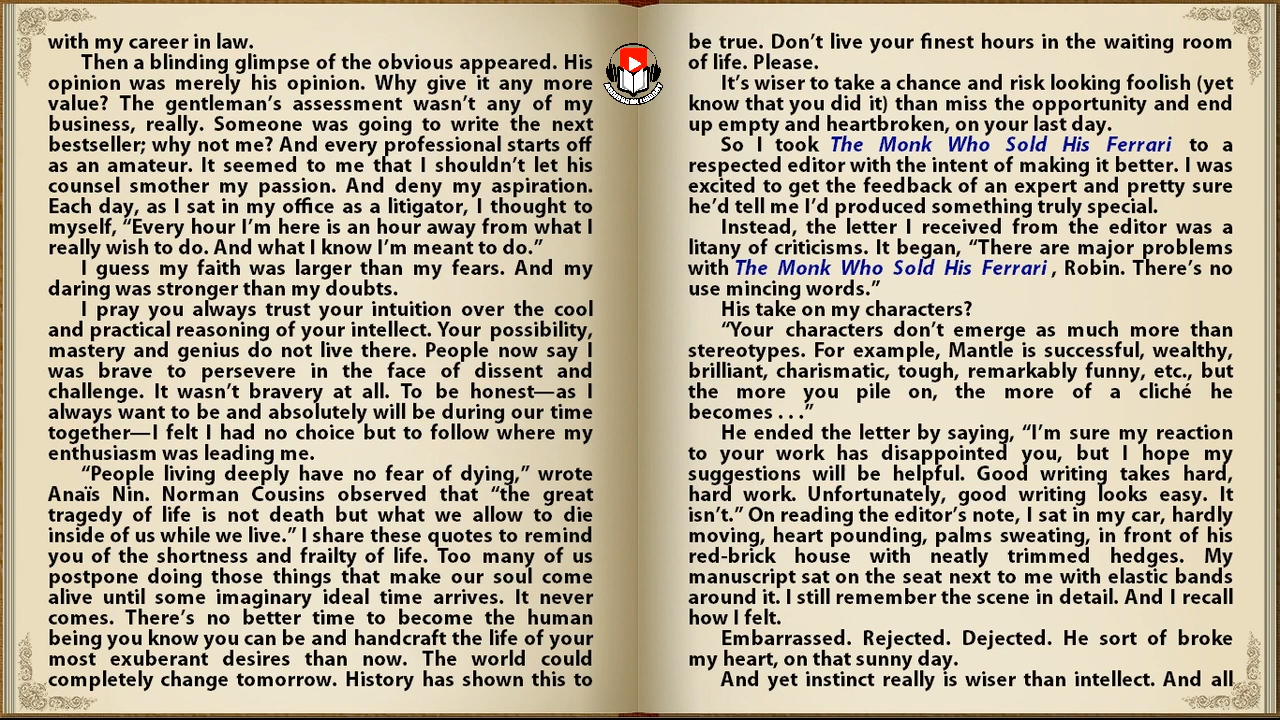 with my career in law.
Then a blinding glimpse of the obvious appeared. His
opinion was merely his opinion. Why give it any more
value? The gentleman’s assessment wasn’t any of my
business, really. Someone was going to write the next
bestseller; why not me? And every professional starts off
as an amateur. It seemed to me that I shouldn’t let his
counsel smother my passion. And deny my aspiration.
Each day, as I sat in my office as a litigator, I thought to
myself, “Every hour I’m here is an hour away from what I
really wish to do. And what I know I’m meant to do.”
I guess my faith was larger than my fears. And my
daring was stronger than my doubts.
I pray you always trust your intuition over the cool
and practical reasoning of your intellect. Your possibility,
mastery and genius do not live there. People now say I
was brave to persevere in the face of dissent and
challenge. It wasn’t bravery at all. To be honest—as I
always want to be and absolutely will be during our time
together—I felt I had no choice but to follow where my
enthusiasm was leading me.
“People living deeply have no fear of dying,” wrote
Anaïs Nin. Norman Cousins observed that “the great
tragedy of life is not death but what we allow to die
inside of us while we live.” I share these quotes to remind
you of the shortness and frailty of life. Too many of us
postpone doing those things that make our soul come
alive until some imaginary ideal time arrives. It never
comes. There’s no better time to become the human
being you know you can be and handcraft the life of your
most exuberant desires than now. The world could
completely change tomorrow. History has shown this to
be true. Don’t live your finest hours in the waiting room
of life. Please.
It’s wiser to take a chance and risk looking foolish (yet
know that you did it) than miss the opportunity and end
up empty and heartbroken, on your last day.
So I took The Monk Who Sold His Ferrari to a
respected editor with the intent of making it better. I was
excited to get the feedback of an expert and pretty sure
he’d tell me I’d produced something truly special.
Instead, the letter I received from the editor was a
litany of criticisms. It began, “There are major problems
with The Monk Who Sold His Ferrari , Robin. There’s no
use mincing words.”
His take on my characters?
“Your characters don’t emerge as much more than
stereotypes. For example, Mantle is successful, wealthy,
brilliant, charismatic, tough, remarkably funny, etc., but
the more you pile on, the more of a cliché he
becomes . . .”
He ended the letter by saying, “I’m sure my reaction
to your work has disappointed you, but I hope my
suggestions will be helpful. Good writing takes hard,
hard work. Unfortunately, good writing looks easy. It
isn’t.” On reading the editor’s note, I sat in my car, hardly
moving, heart pounding, palms sweating, in front of his
red-brick house with neatly trimmed hedges. My
manuscript sat on the seat next to me with elastic bands
around it. I still remember the scene in detail. And I recall
how I felt.
Embarrassed. Rejected. Dejected. He sort of broke
my heart, on that sunny day.
And yet instinct really is wiser than intellect. And all